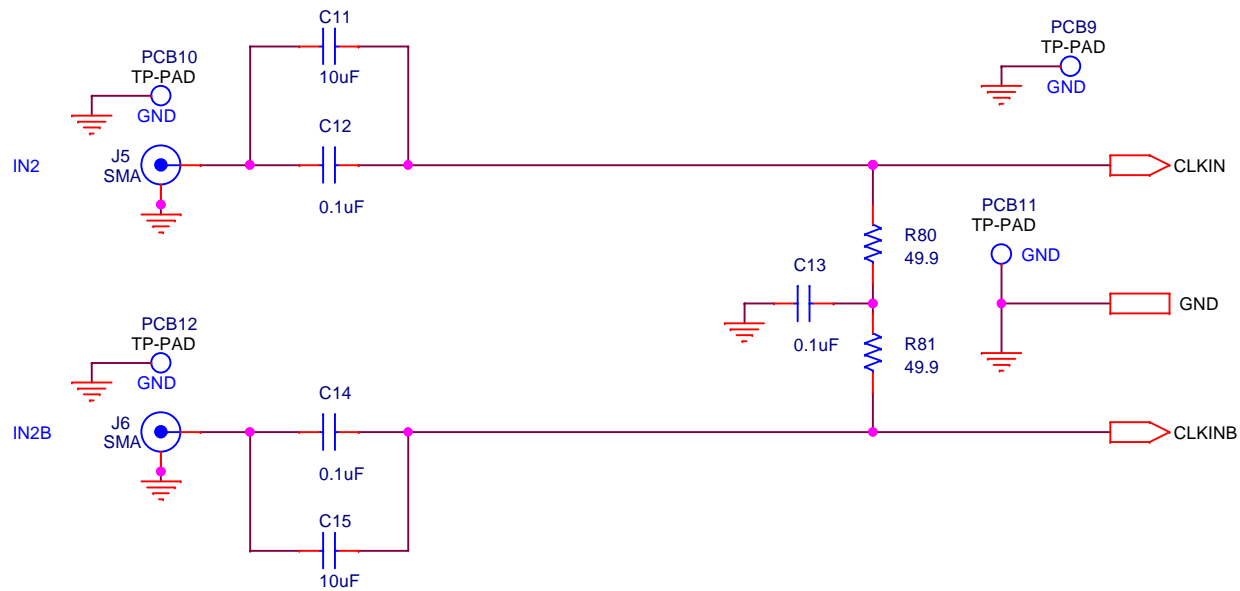 C11
10uF
PCB10
TP-PAD
GND
PCB9
TP-PAD
GND
C12
0.1uF
IN2
J5
SMA
CLKIN
PCB11
TP-PAD
GND
R80
49.9
C13
0.1uF
GND
R81
49.9
PCB12
TP-PAD
GND
C14
0.1uF
IN2B
J6
SMA
CLKINB
C15
10uF